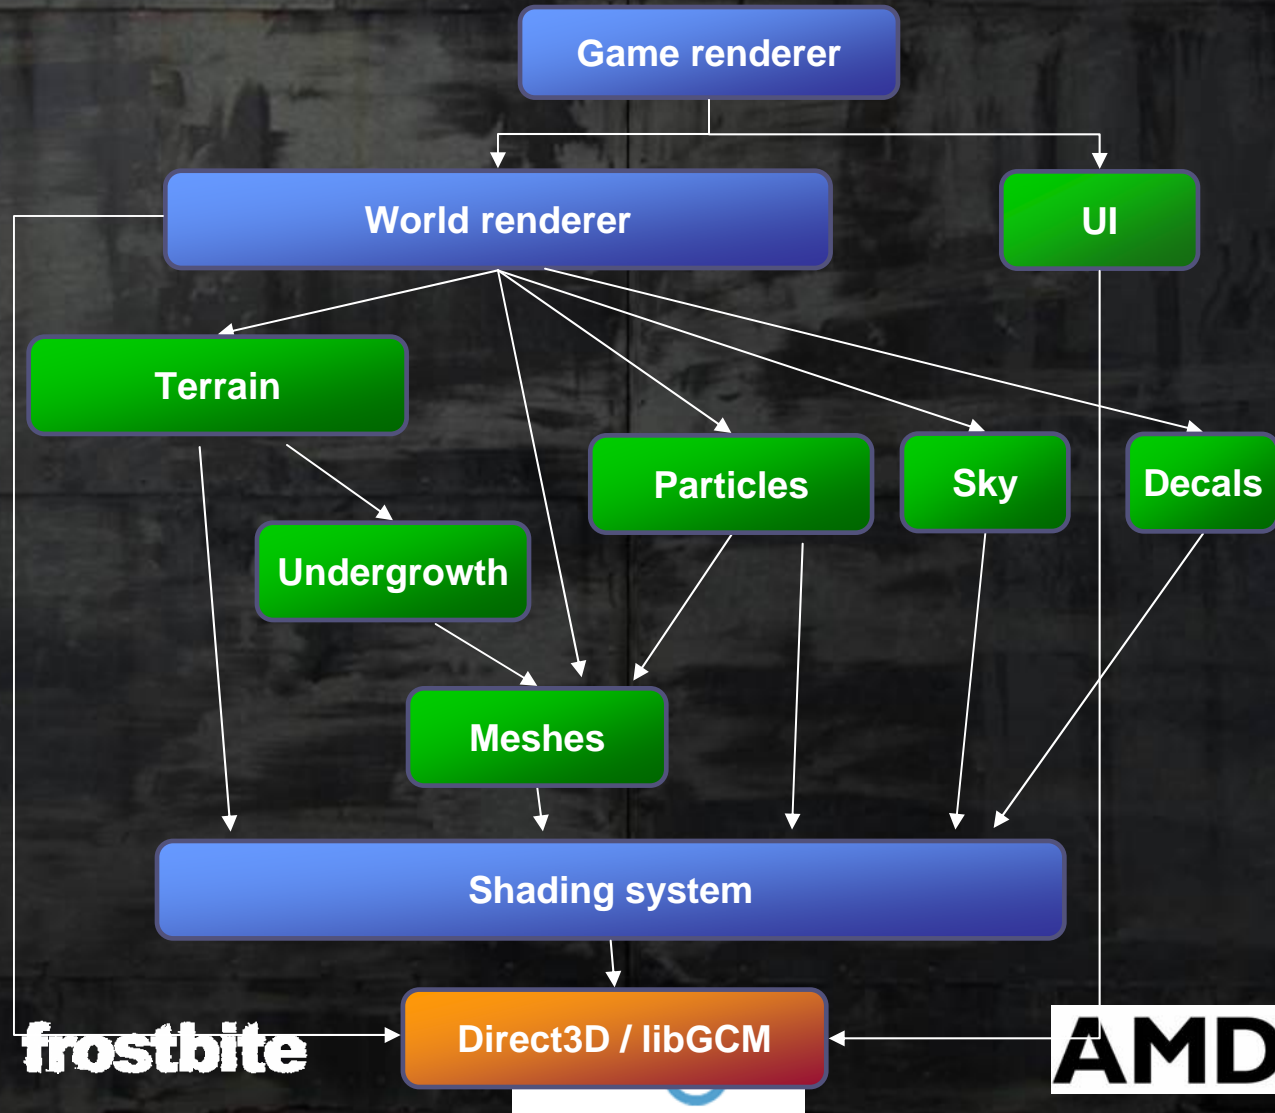 Game renderer
World renderer
UI
Terrain
Particles
Sky
Decals
Undergrowth
Meshes
Shading system
Direct3D / libGCM
frostbite
AMD